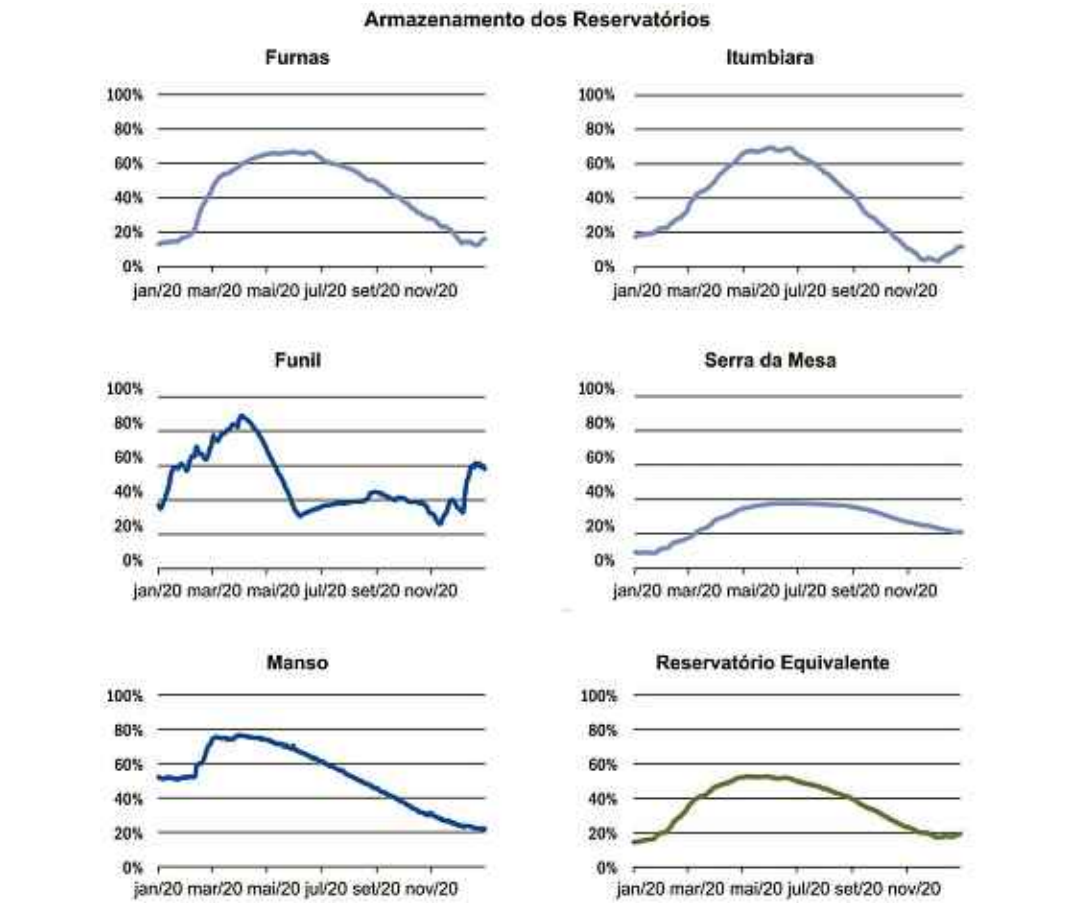 Armazenamento dos Reservatórios
Furnas
100%
80%
60%
40%
20%
0%
jan/20 mar/20 mai/20 jul/20 set/20 nov/20
Itumbiara
100%
80%
60%
40%
20%
0%
jan/20 mar/20 mai/20 jul/20 set/20 nov/20
Funil
100%
80%
60%
40%
20%
0%
jan/20 mar/20 mai/20 jul/20 set/20 nov/20
Serra da Mesa
100%
80%
60%
40%
20%
0%
jan/20 mar/20 mai/20 jul/20 set/20 nov/20
Manso
100%
80%
60%
40%
20%
0%
jan/20 mar/20 mai/20 jul/20 set/20 nov/20
Reservatório Equivalente
100%
80%
60%
40%
20%
0%
jan/20 mar/20 mai/20 jul/20 set/20 nov/20